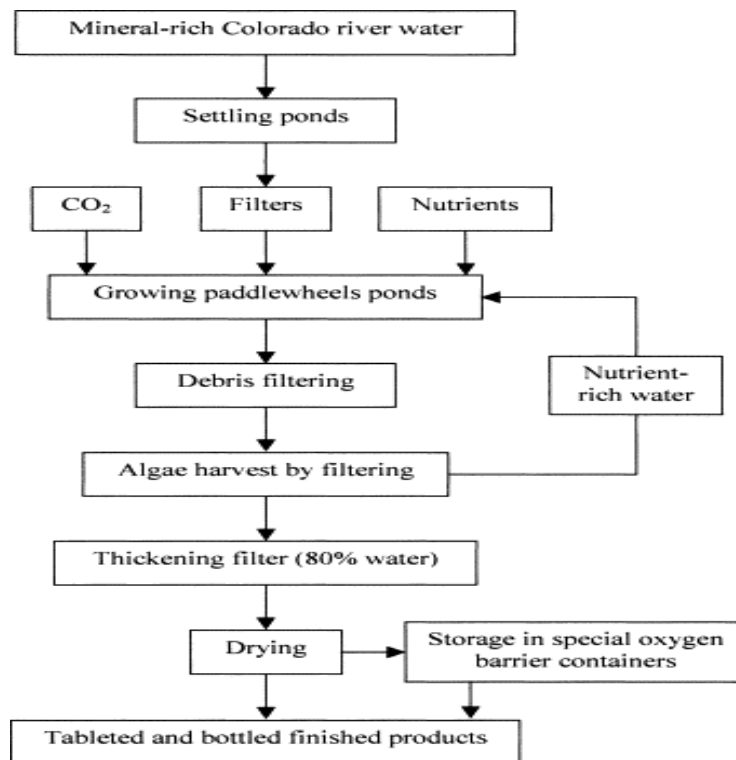 Mineral-rich Colorado river water
Settling ponds
CO₂
Filters
Nutrients
Growing paddlewheels ponds
Debris filtering
Nutrient-
rich water
Algae harvest by filtering
Thickening filter (80% water)
Drying
Storage in special oxygen
barrier containers
Tableted and bottled finished products